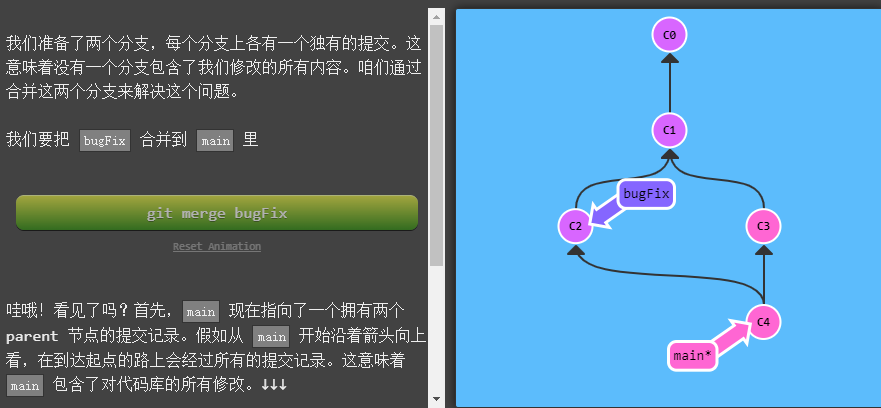 我们准备了两个分支，每个分支上各有一个独有的提交。这
意味着没有一个分支包含了我们修改的所有内容。咱们通过
合并这两个分支来解决这个问题。
我们要把 bugFix 合并到 main 里
git merge bugFix
Reset Animation
哇哦！看见了吗？首先，main 现在指向了一个拥有两个
parent 节点的提交记录。假如从 main 开始沿着箭头向上
看，在到达起点的路上会经过所有的提交记录。这意味着
main 包含了对代码库的所有修改。↓↓↓
C0
C1
bugFix
C2
C3
C4
main*